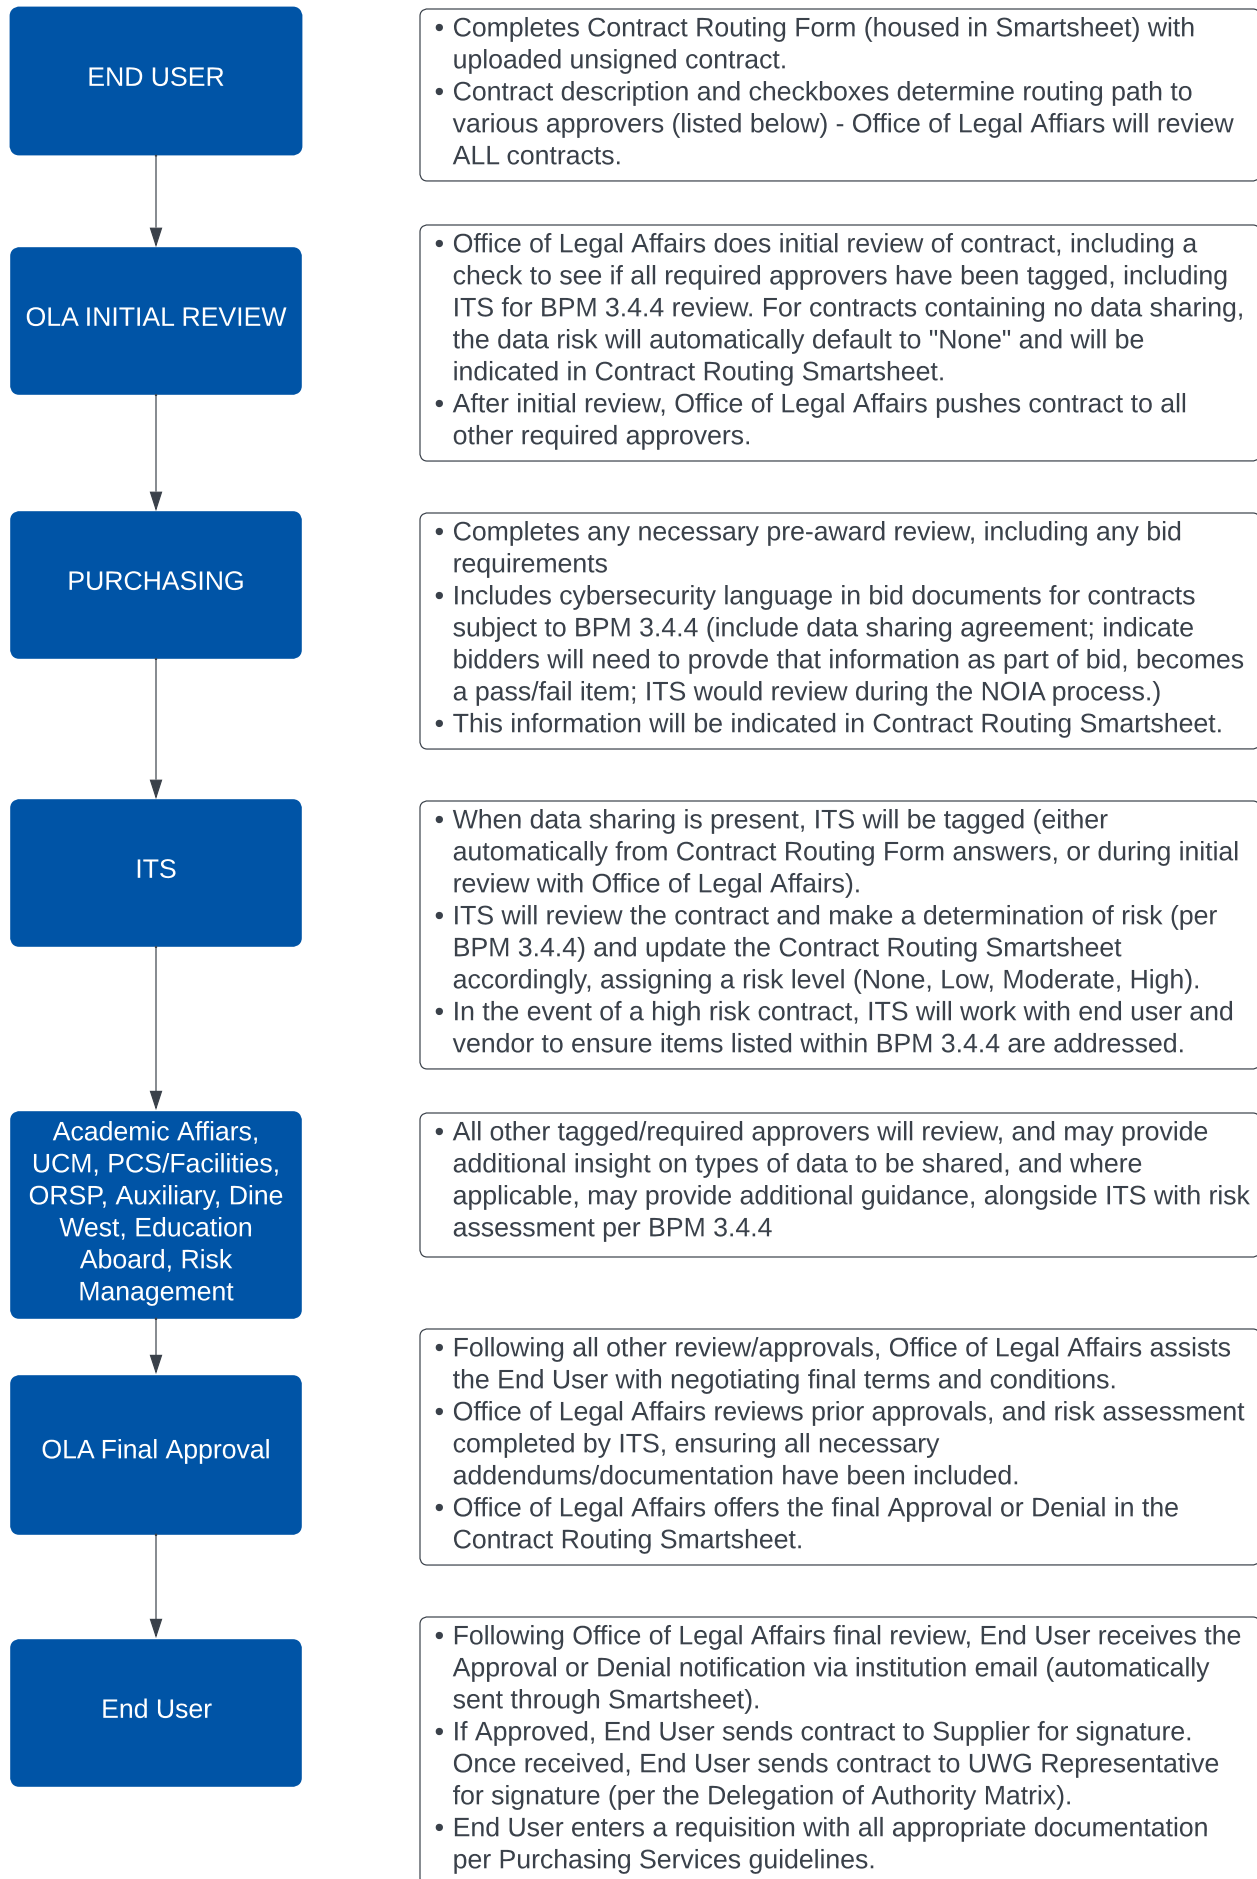 END USER
• Completes Contract Routing Form (housed in Smartsheet) with
uploaded unsigned contract.
• Contract description and checkboxes determine routing path to
various approvers (listed below) - Office of Legal Affiars will review
ALL contracts.
OLA INITIAL REVIEW
• Office of Legal Affairs does initial review of contract, including a
check to see if all required approvers have been tagged, including
ITS for BPM 3.4.4 review. For contracts containing no data sharing,
the data risk will automatically default to "None" and will be
indicated in Contract Routing Smartsheet.
• After initial review, Office of Legal Affairs pushes contract to all
other required approvers.
PURCHASING
• Completes any necessary pre-award review, including any bid
requirements
• Includes cybersecurity language in bid documents for contracts
subject to BPM 3.4.4 (include data sharing agreement; indicate
bidders will need to provde that information as part of bid, becomes
a pass/fail item; ITS would review during the NOIA process.)
• This information will be indicated in Contract Routing Smartsheet.
ITS
• When data sharing is present, ITS will be tagged (either
automatically from Contract Routing Form answers, or during initial
review with Office of Legal Affairs).
• ITS will review the contract and make a determination of risk (per
BPM 3.4.4) and update the Contract Routing Smartsheet
accordingly, assigning a risk level (None, Low, Moderate, High).
• In the event of a high risk contract, ITS will work with end user and
vendor to ensure items listed within BPM 3.4.4 are addressed.
Academic Affiars,
UCM, PCS/Facilities,
ORSP, Auxiliary, Dine
West, Education
Aboard, Risk
Management
• All other tagged/required approvers will review, and may provide
additional insight on types of data to be shared, and where
applicable, may provide additional guidance, alongside ITS with risk
assessment per BPM 3.4.4
OLA Final Approval
• Following all other review/approvals, Office of Legal Affairs assists
the End User with negotiating final terms and conditions.
• Office of Legal Affairs reviews prior approvals, and risk assessment
completed by ITS, ensuring all necessary
addendums/documentation have been included.
• Office of Legal Affairs offers the final Approval or Denial in the
Contract Routing Smartsheet.
End User
• Following Office of Legal Affairs final review, End User receives the
Approval or Denial notification via institution email (automatically
sent through Smartsheet).
• If Approved, End User sends contract to Supplier for signature.
Once received, End User sends contract to UWG Representative
for signature (per the Delegation of Authority Matrix).
• End User enters a requisition with all appropriate documentation
per Purchasing Services guidelines.